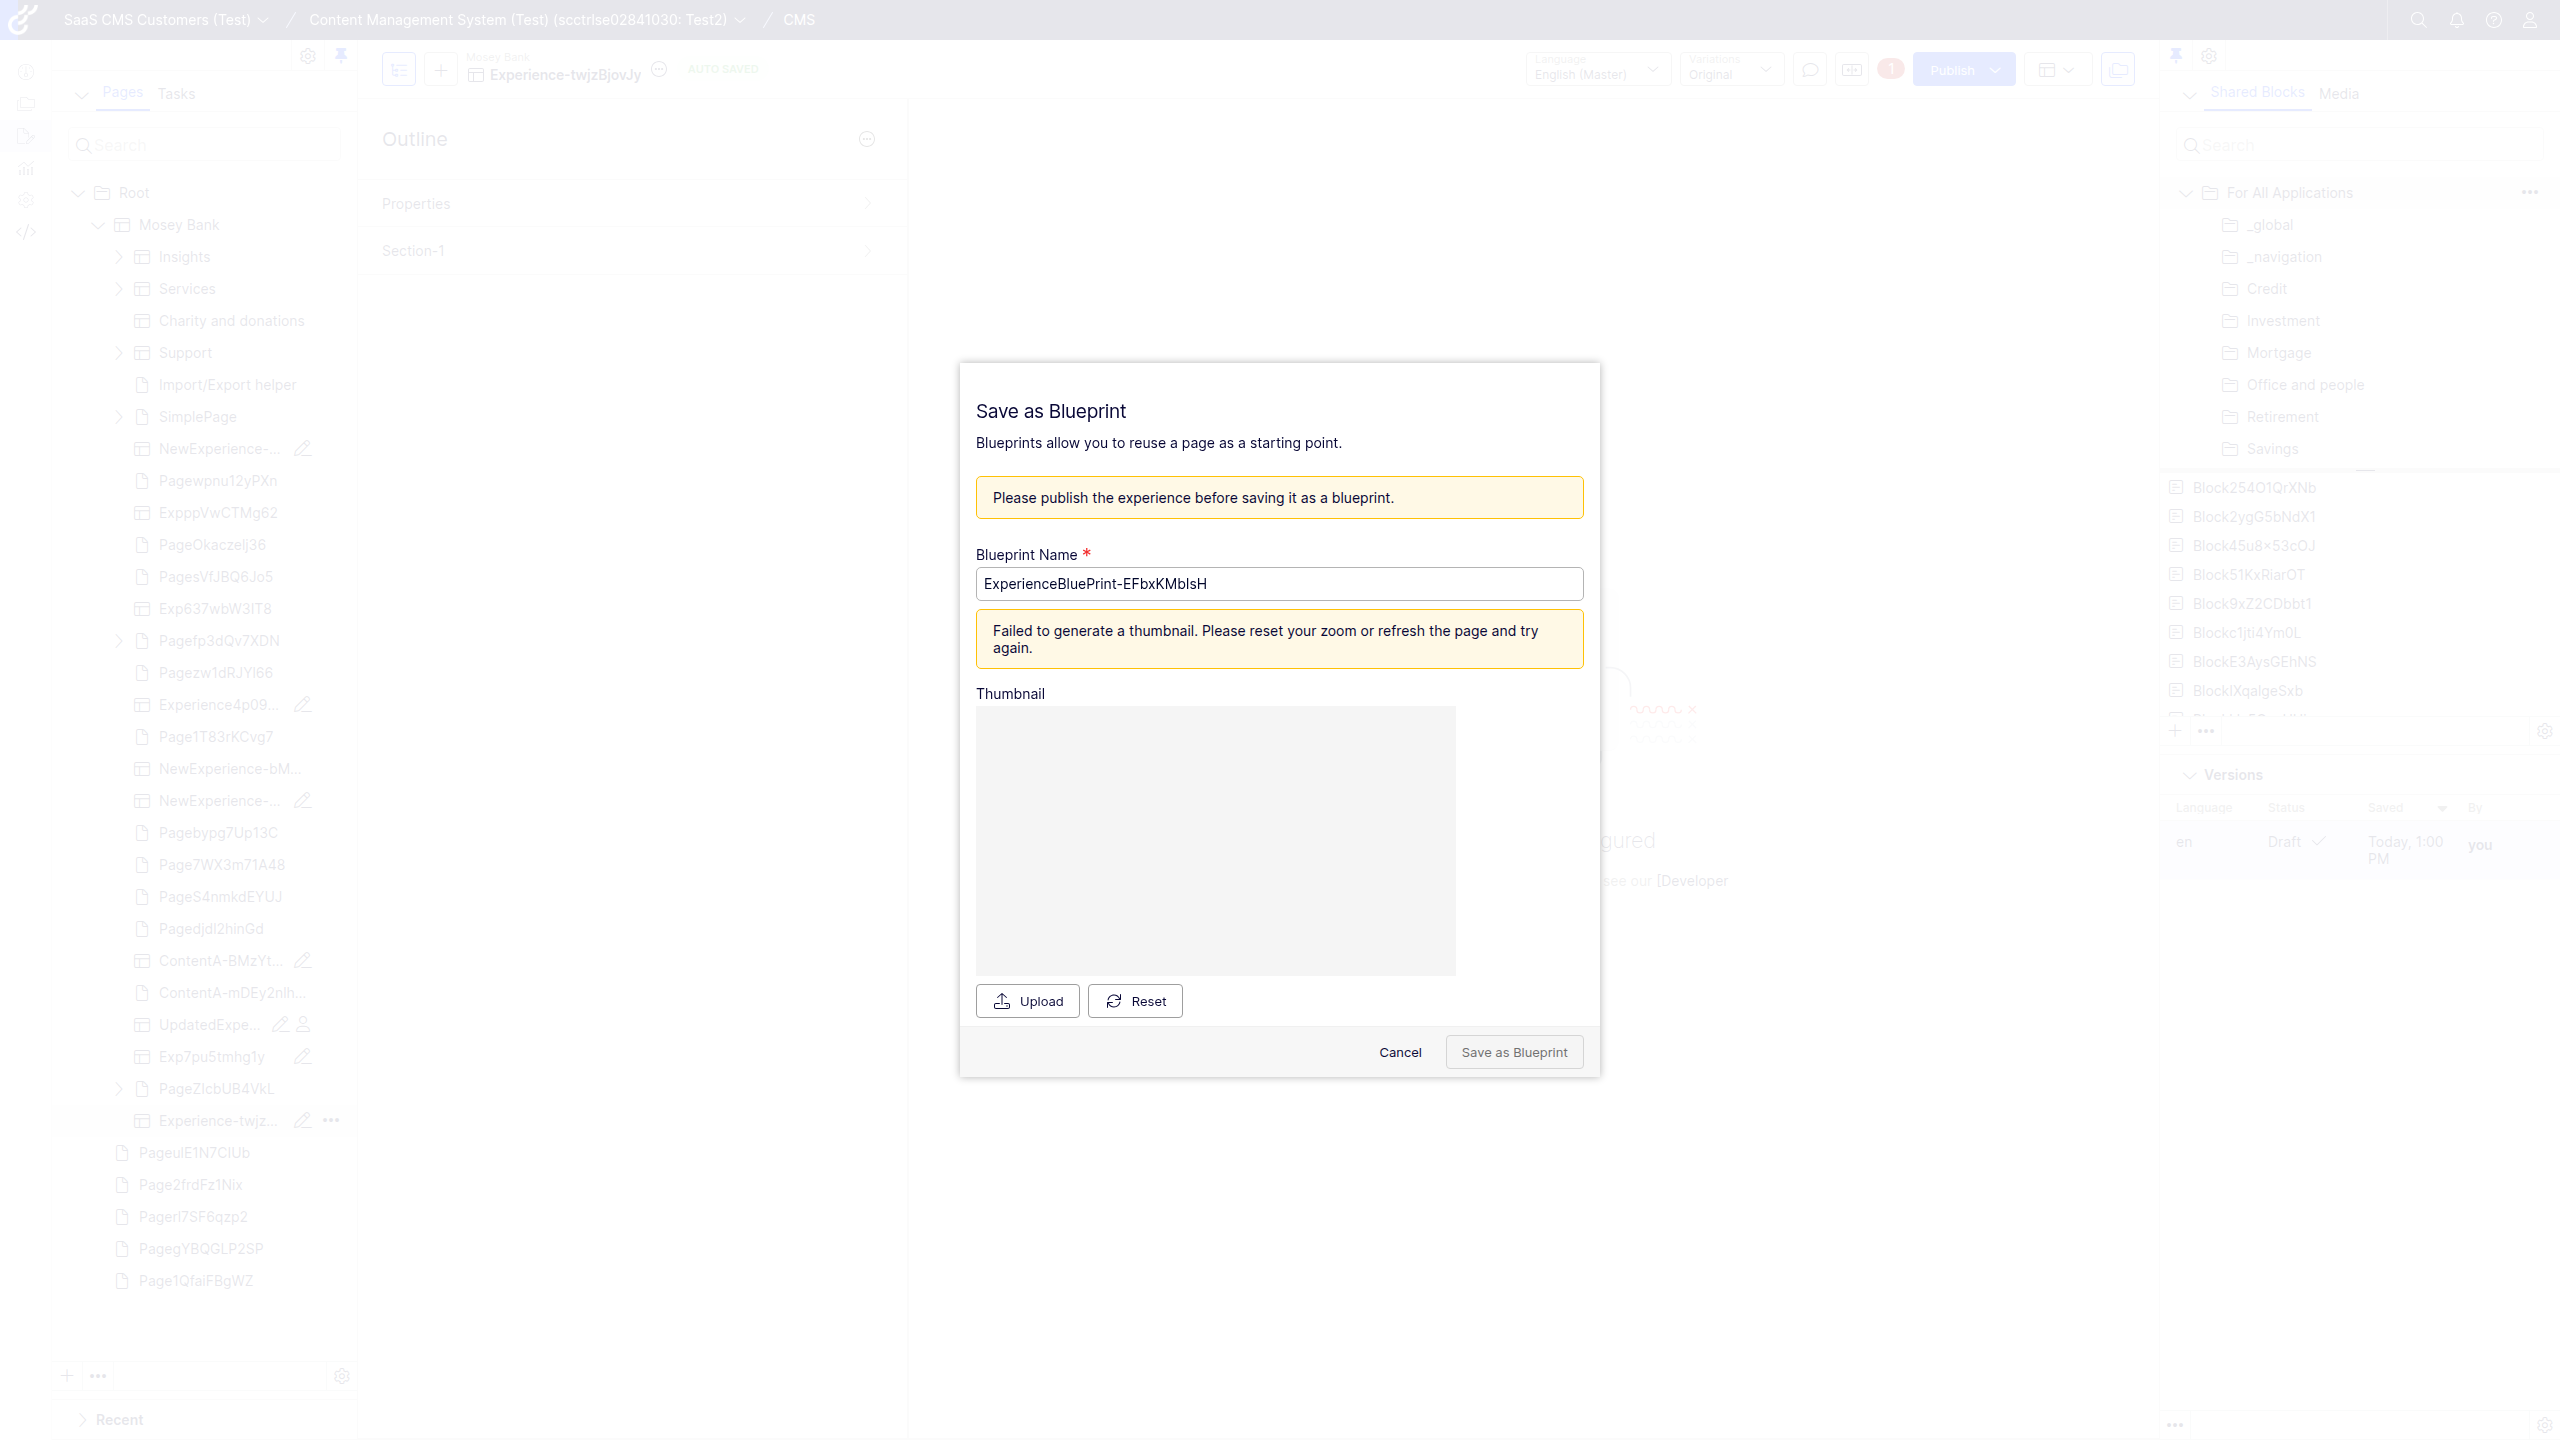 SaaS CMS Customers (Test) / Content Management System (Test) (scctrlse02841030: Test2) / CMS
Pages
Tasks
Search
Root
Mosey Bank
Insights
Services
Charity and donations
Support
Import/Export helper
SimplePage
NewExperience-...
Pagewpnu12yPXn
ExpppVwCTMg62
PageOkaczelj36
PagesVfJBQ6Jo5
Exp637wbW3IT8
Pagefp3dQv7XDN
Pagezw1dRJYI66
Experience4p09...
Page1T83rKCvg7
NewExperience-bM...
NewExperience-...
Pagebypg7Up13C
Page7WX3m71A48
PageS4nmkdEYUJ
Pagedjdl2hinGd
ContentA-BMzYt...
ContentA-mDEy2nlh...
UpdatedExpe...
Exp7pu5tmhg1y
PageZIcbUB4VkL
Experience-twjz...
PageulE1N7CIUb
Page2frdFz1Nix
PagerI7SF6qzp2
PagegYBQGLP2SP
Page1QfaiFBgWZ
Recent
Mosey Bank
Experience-twjzBjovJy
AUTO SAVED
Language
English (Master)
Variations
Original
1
Publish
Outline
Properties
Section-1
Save as Blueprint
Blueprints allow you to reuse a page as a starting point.
Please publish the experience before saving it as a blueprint.
Blueprint Name *
ExperienceBluePrint-EFbxKMbIsH
Failed to generate a thumbnail. Please reset your zoom or refresh the page and try
again.
Thumbnail
Upload
Reset
Cancel
Save as Blueprint
gured
see our [Developer
Shared Blocks
Media
Search
For All Applications
_global
_navigation
Credit
Investment
Mortgage
Office and people
Retirement
Savings
Block254O1QrXNb
Block2ygG5bNdX1
Block45u8x53cOJ
Block51KxRiarOT
Block9xZ2CDbbt1
Blockc1jti4Ym0L
BlockE3AysGEhNS
BlockIXqaIgeSxb
Versions
Language
Status
Saved
By
en
Draft
Today, 1:00
PM
you